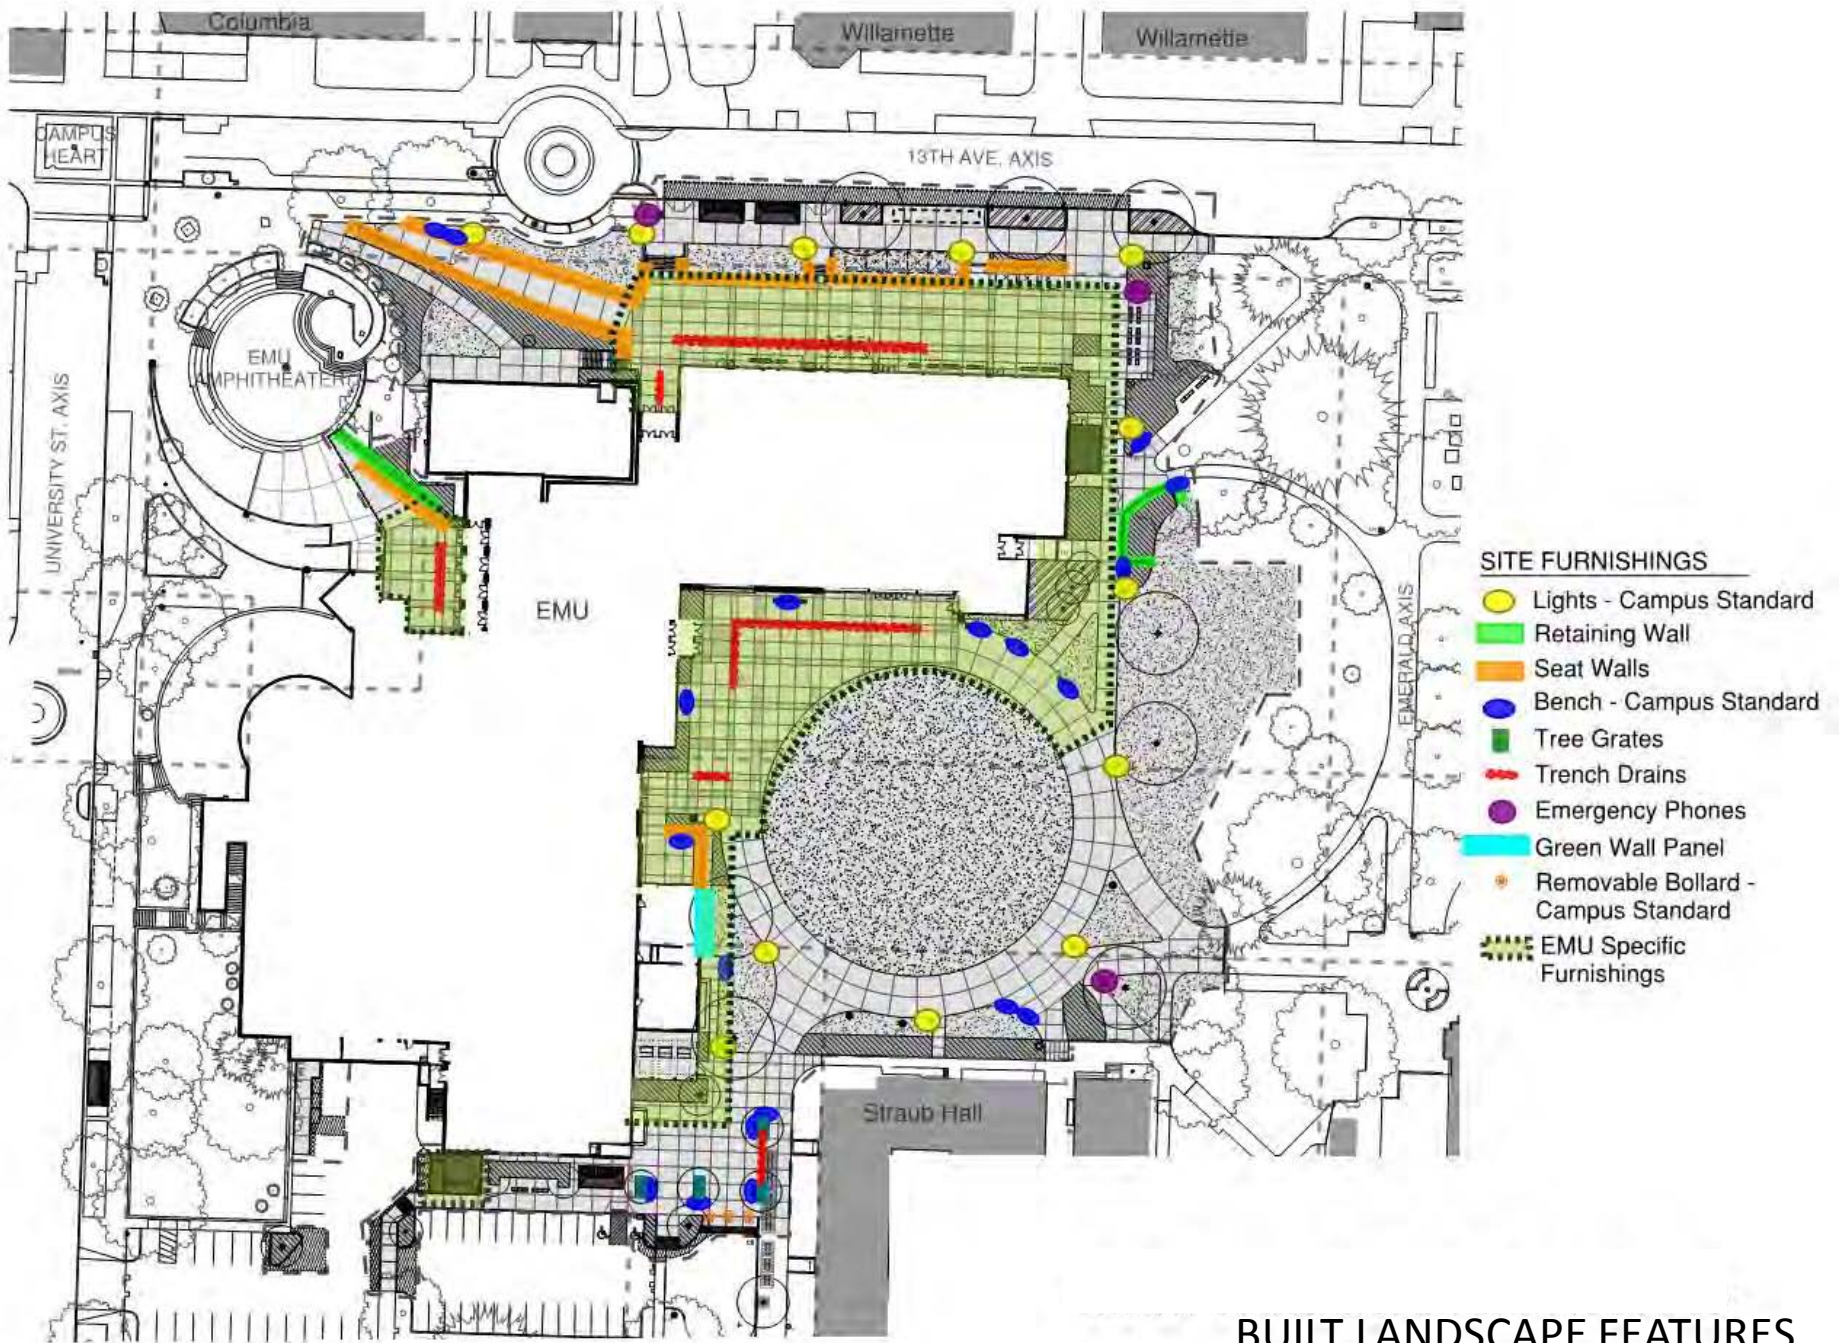 Columbia
Willamette
Willamette
CAMPUS
HEART
13TH AVE. AXIS
EMU
AMPHITHEATER
UNIVERSITY ST. AXIS
EMU
EMERALD AXIS
Straub Hall
SITE FURNISHINGS
Lights - Campus Standard
Retaining Wall
Seat Walls
Bench - Campus Standard
Tree Grates
Trench Drains
Emergency Phones
Green Wall Panel
Removable Bollard -
Campus Standard
EMU Specific
Furnishings
BUILT LANDSCAPE FEATURES